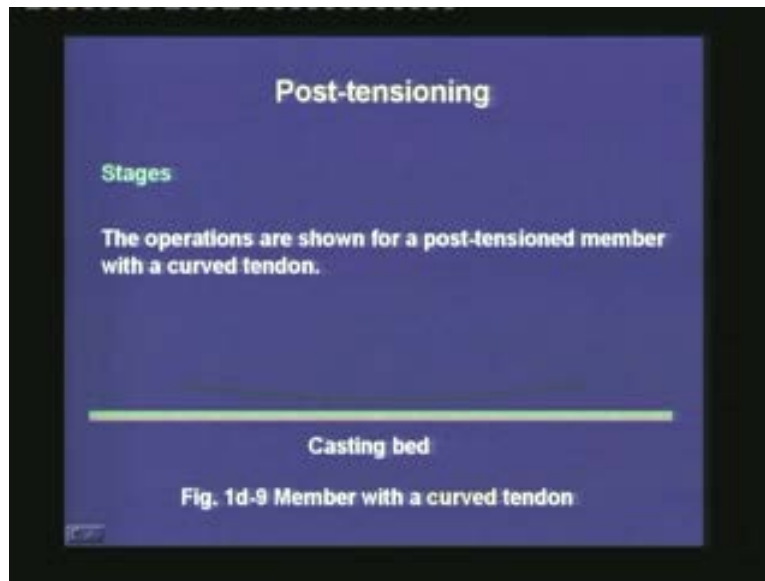 Post-tensioning
Stages
The operations are shown for a post-tensioned member
with a curved tendon.
Casting bed
Fig. 1d-9 Member with a curved tendon